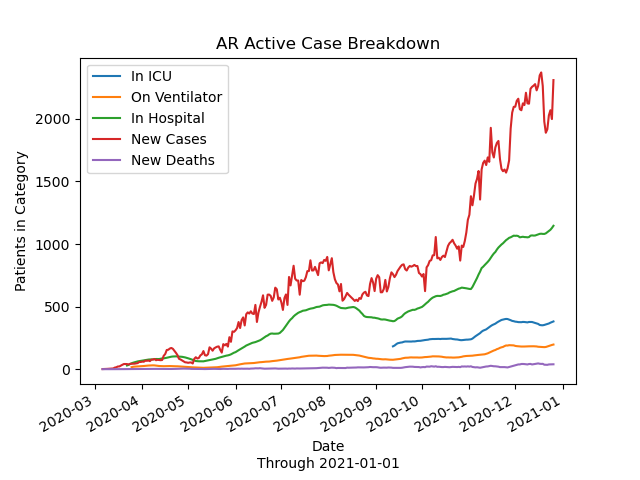 AR Active Case Breakdown
In ICU
On Ventilator
In Hospital
New Cases
New Deaths
Patients in Category
2000
1500
1000
500
0
2020-03
2020-04
2020-05
2020-06
2020-07
2020-08
2020-09
2020-10
2020-11
2020-12
2021-01
Date
Through 2021-01-01